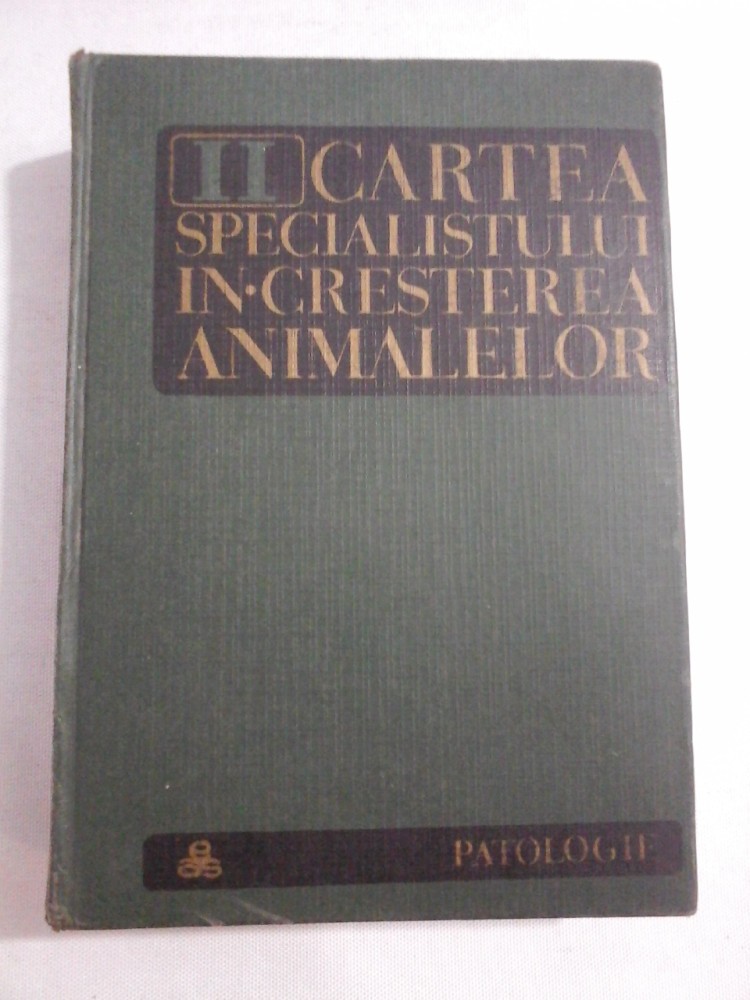 II CARTEA
SPECIALISTULUI
IN·CRESTEREA
ANIMALELOR
PATOLOGIE